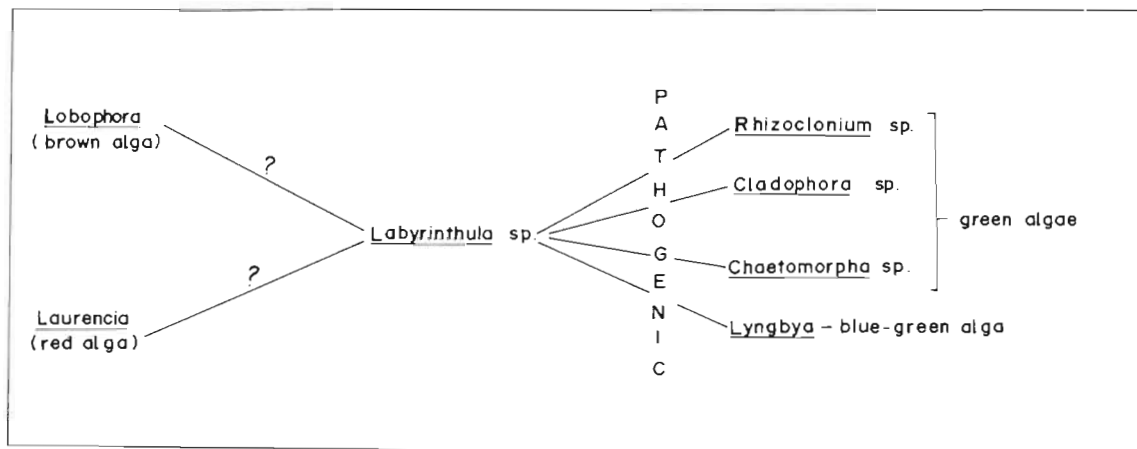 Lobophora
(brown alga)
?
Laurencia
(red alga)
?
Labyrinthula sp.
PATHOGENIC
Rhizoclonium sp.
Cladophora sp.
Chaetomorpha sp.
green algae
Lyngbya – blue-green alga